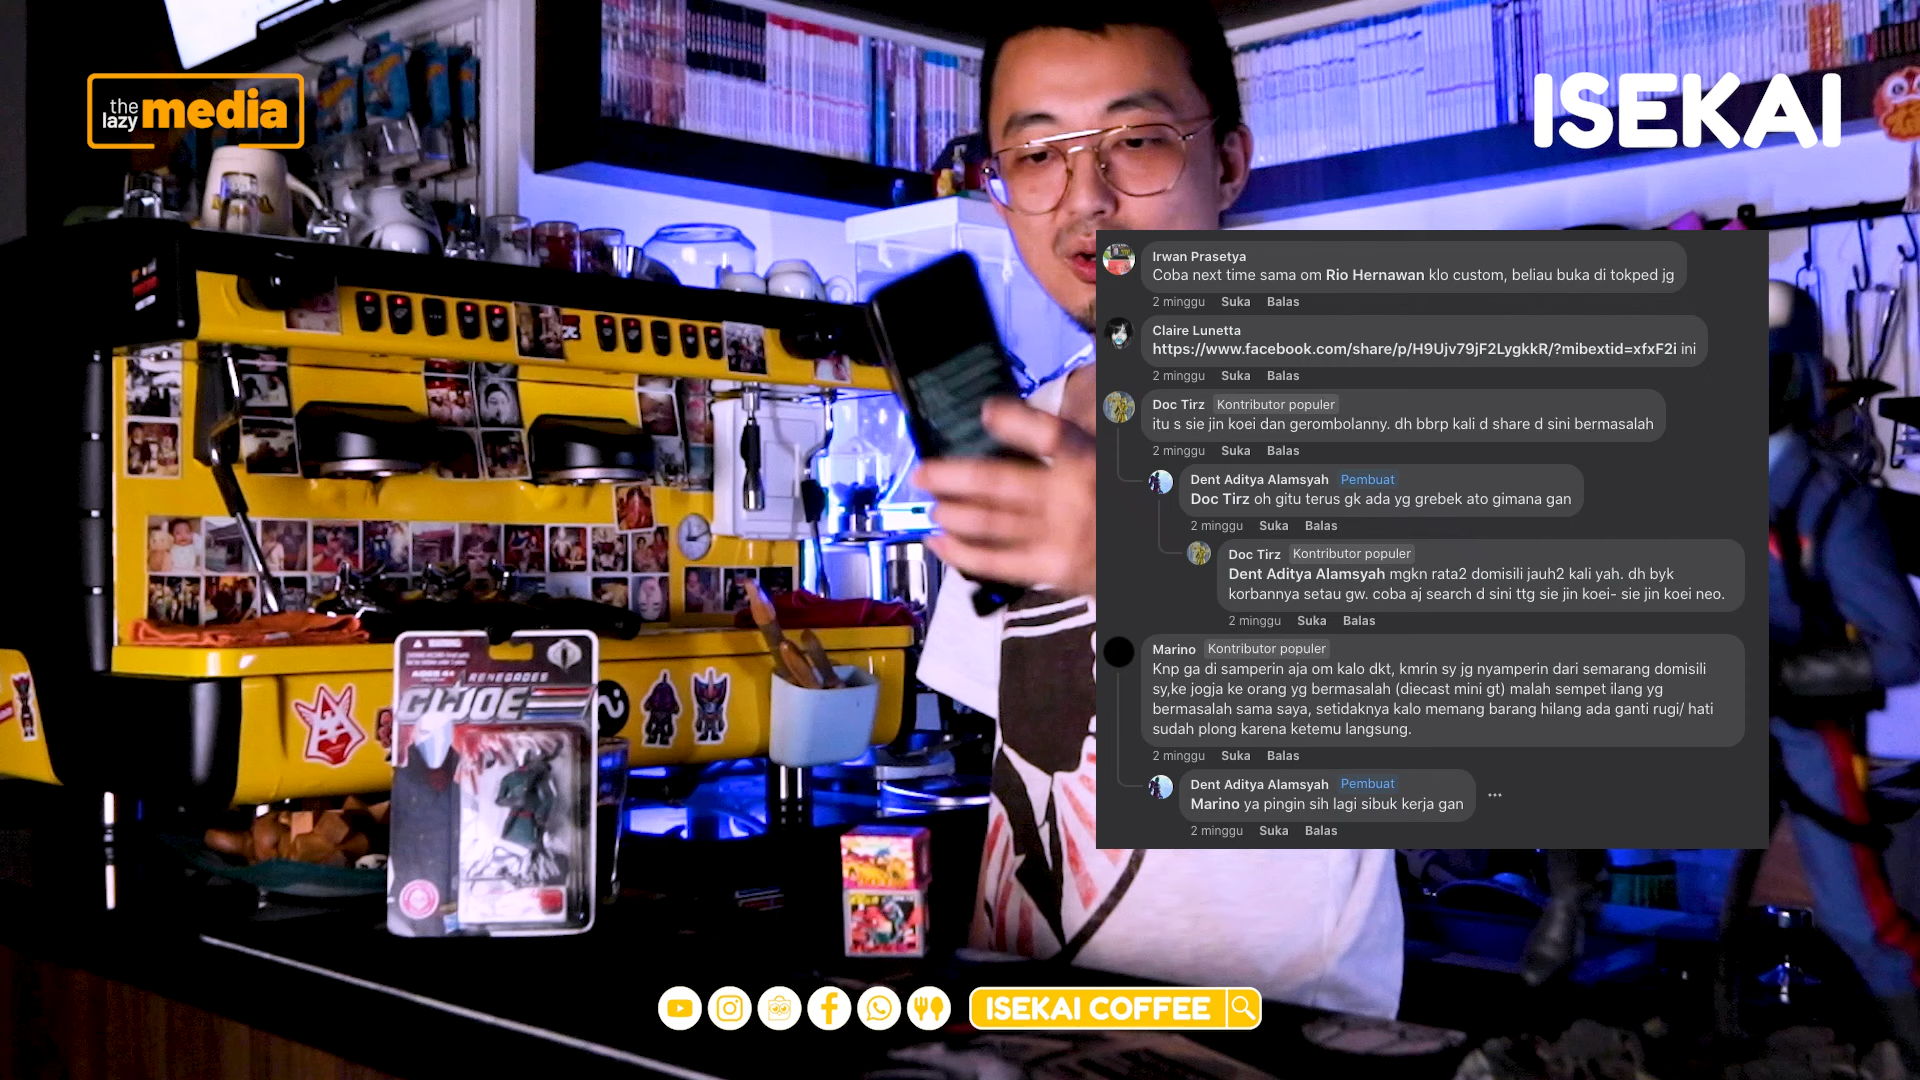 the lazy media
ISEKAI
Irwan Prasetya
Coba next time sama om Rio Hernawan klo custom, beliau buka di tokped jg
2 minggu Suka Balas
Claire Lunetta
https://www.facebook.com/share/p/H9Ujv79jF2LygkkR/?mibextid=xfxF2i ini
2 minggu Suka Balas
Doc Tirz Kontributor populer
itu s sie jin koei dan gerombolanny. dh bbrp kali d share d sini bermasalah
2 minggu Suka Balas
Dent Aditya Alamsyah Pembuat
Doc Tirz oh gitu terus gk ada yg grebek ato gimana gan
2 minggu Suka Balas
Doc Tirz Kontributor populer
Dent Aditya Alamsyah mgkn rata2 domisili jauh2 kali yah. dh byk
korbannya setau gw. coba aj search d sini ttg sie jin koei- sie jin koei neo.
2 minggu Suka Balas
Marino Kontributor populer
Knp ga di samperin aja om kalo dkt, kmrin sy jg nyamperin dari semarang domisili
sy,ke jogja ke orang yg bermasalah (diecast mini gt) malah sempet ilang yg
bermasalah sama saya, setidaknya kalo memang barang hilang ada ganti rugi/ hati
sudah plong karena ketemu langsung.
2 minggu Suka Balas
Dent Aditya Alamsyah Pembuat
Marino ya pingin sih lagi sibuk kerja gan
2 minggu Suka Balas
WARNING
AGES 4+
RENEGADES
GI JOE
ISEKAI COFFEE